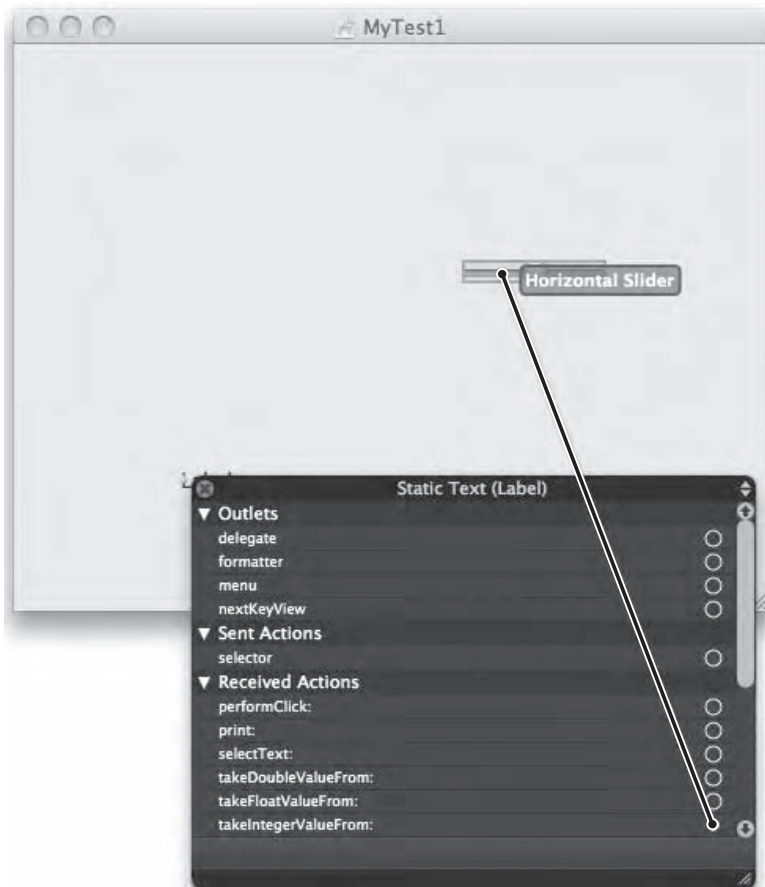 MyTest1
Horizontal Slider
Static Text (Label)
▼ Outlets
delegate
formatter
menu
nextKeyView
▼ Sent Actions
selector
▼ Received Actions
performClick:
print:
selectText:
takeDoubleValueFrom:
takeFloatValueFrom:
takeIntegerValueFrom: